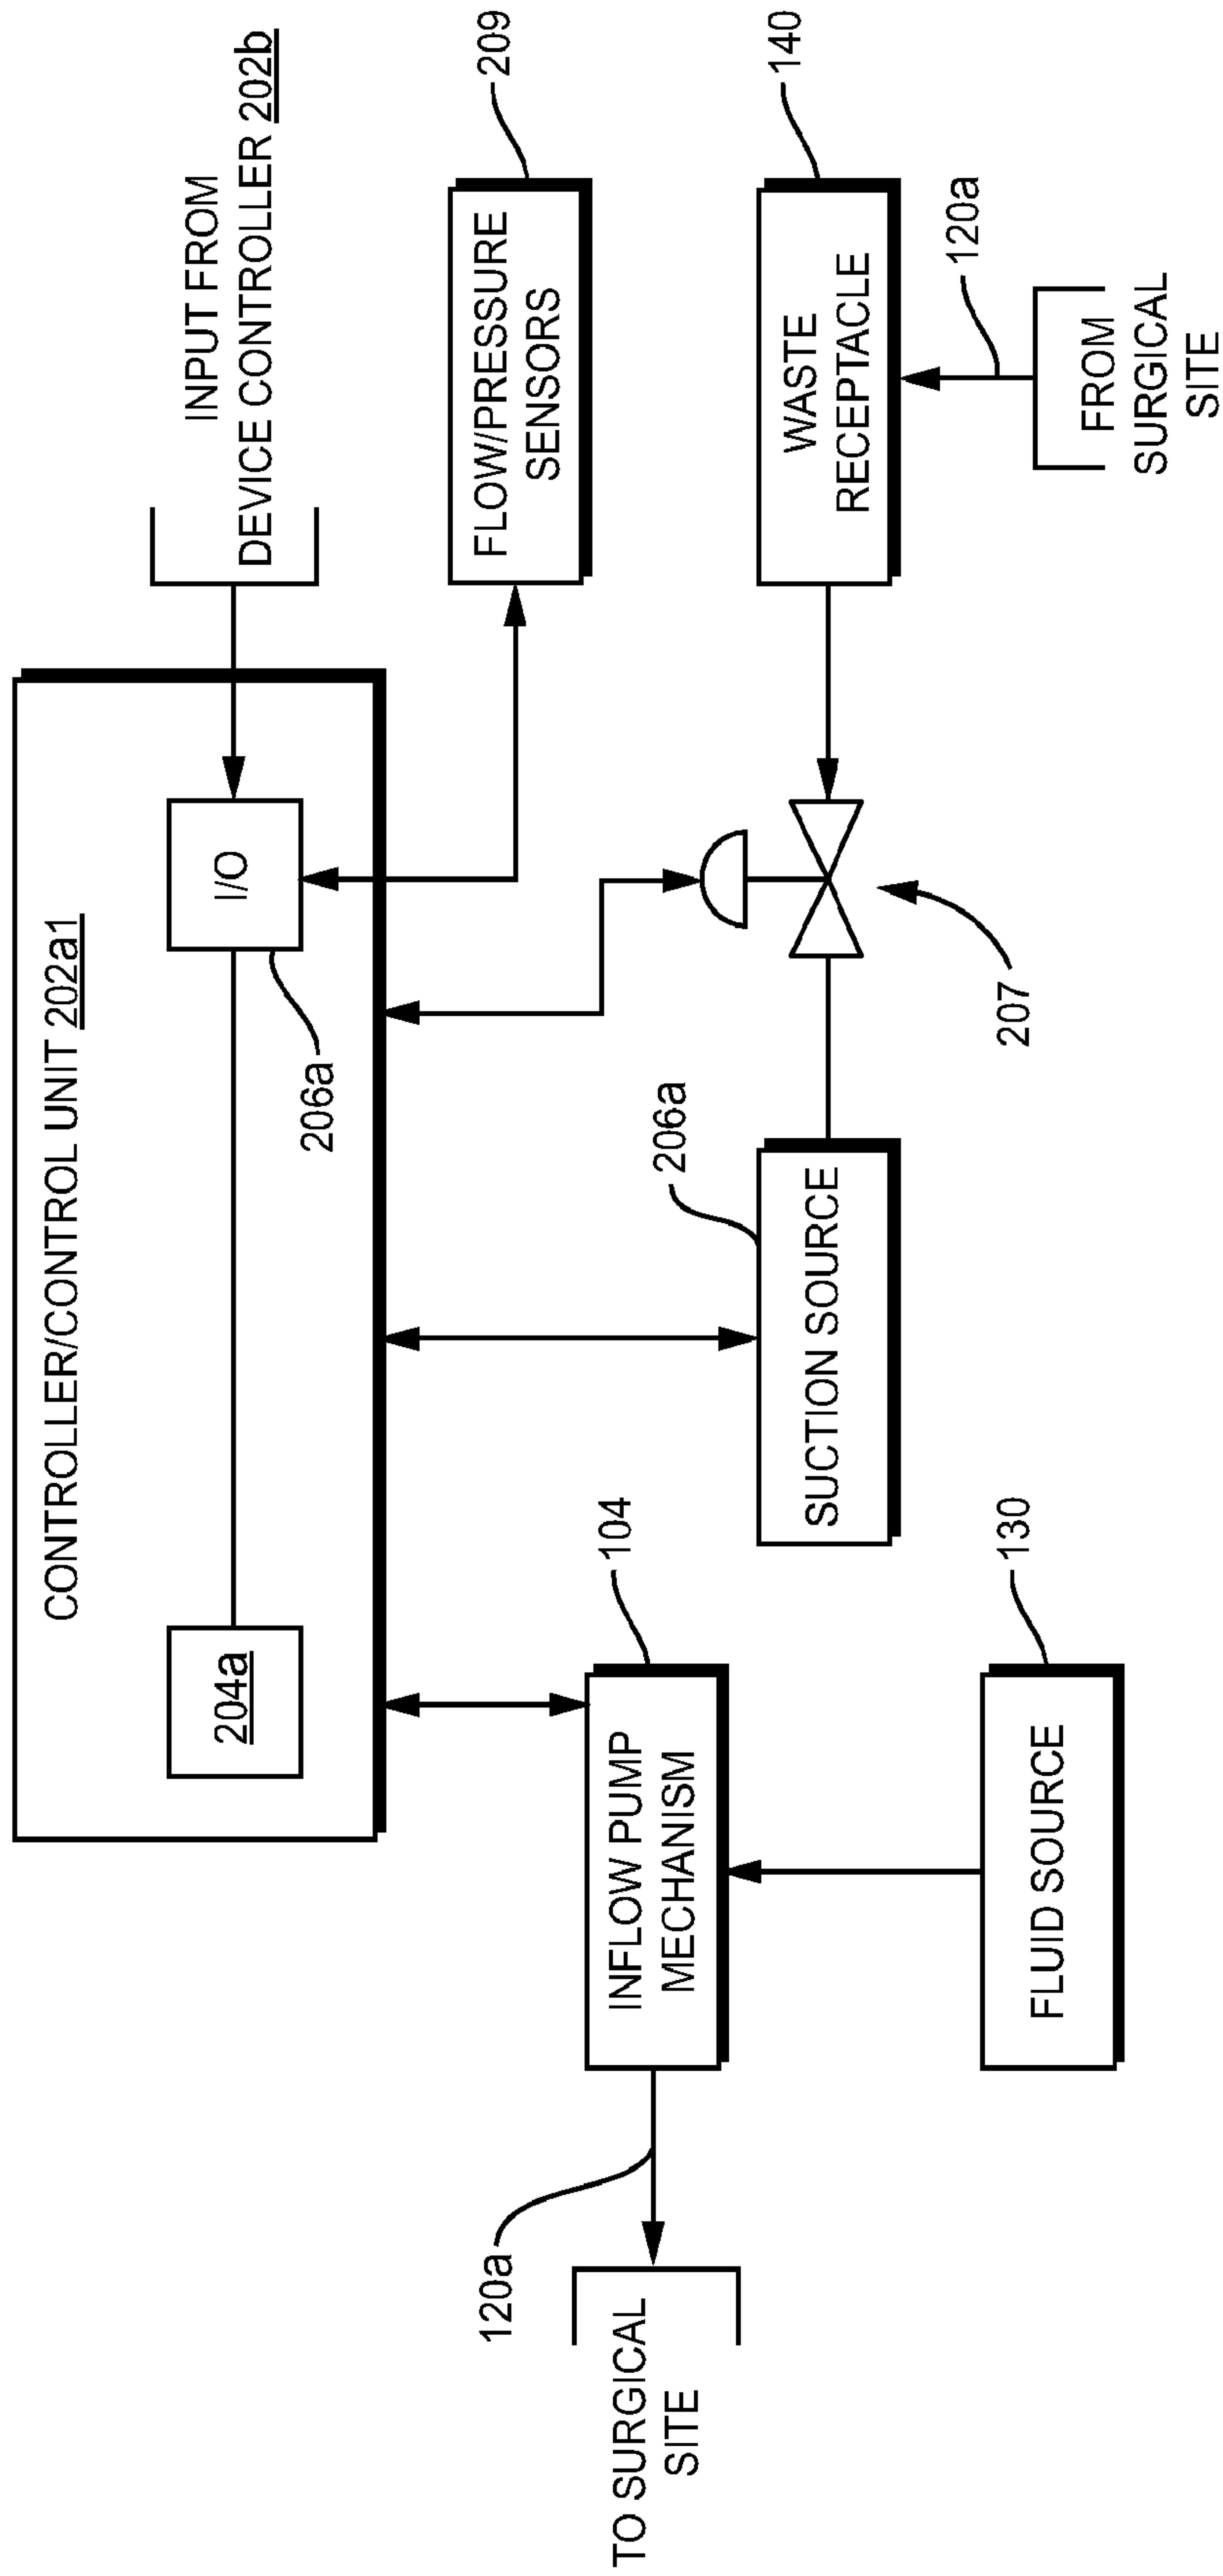 CONTROLLER/CONTROL UNIT 202a1
204a
I/O
206a
INPUT FROM
DEVICE CONTROLLER 202b
FLOW/PRESSURE
SENSORS
209
INFLOW PUMP
MECHANISM
104
120a
TO SURGICAL
SITE
206a
SUCTION SOURCE
207
WASTE
RECEPTACLE
140
120a
FROM
SURGICAL
SITE
FLUID SOURCE
130